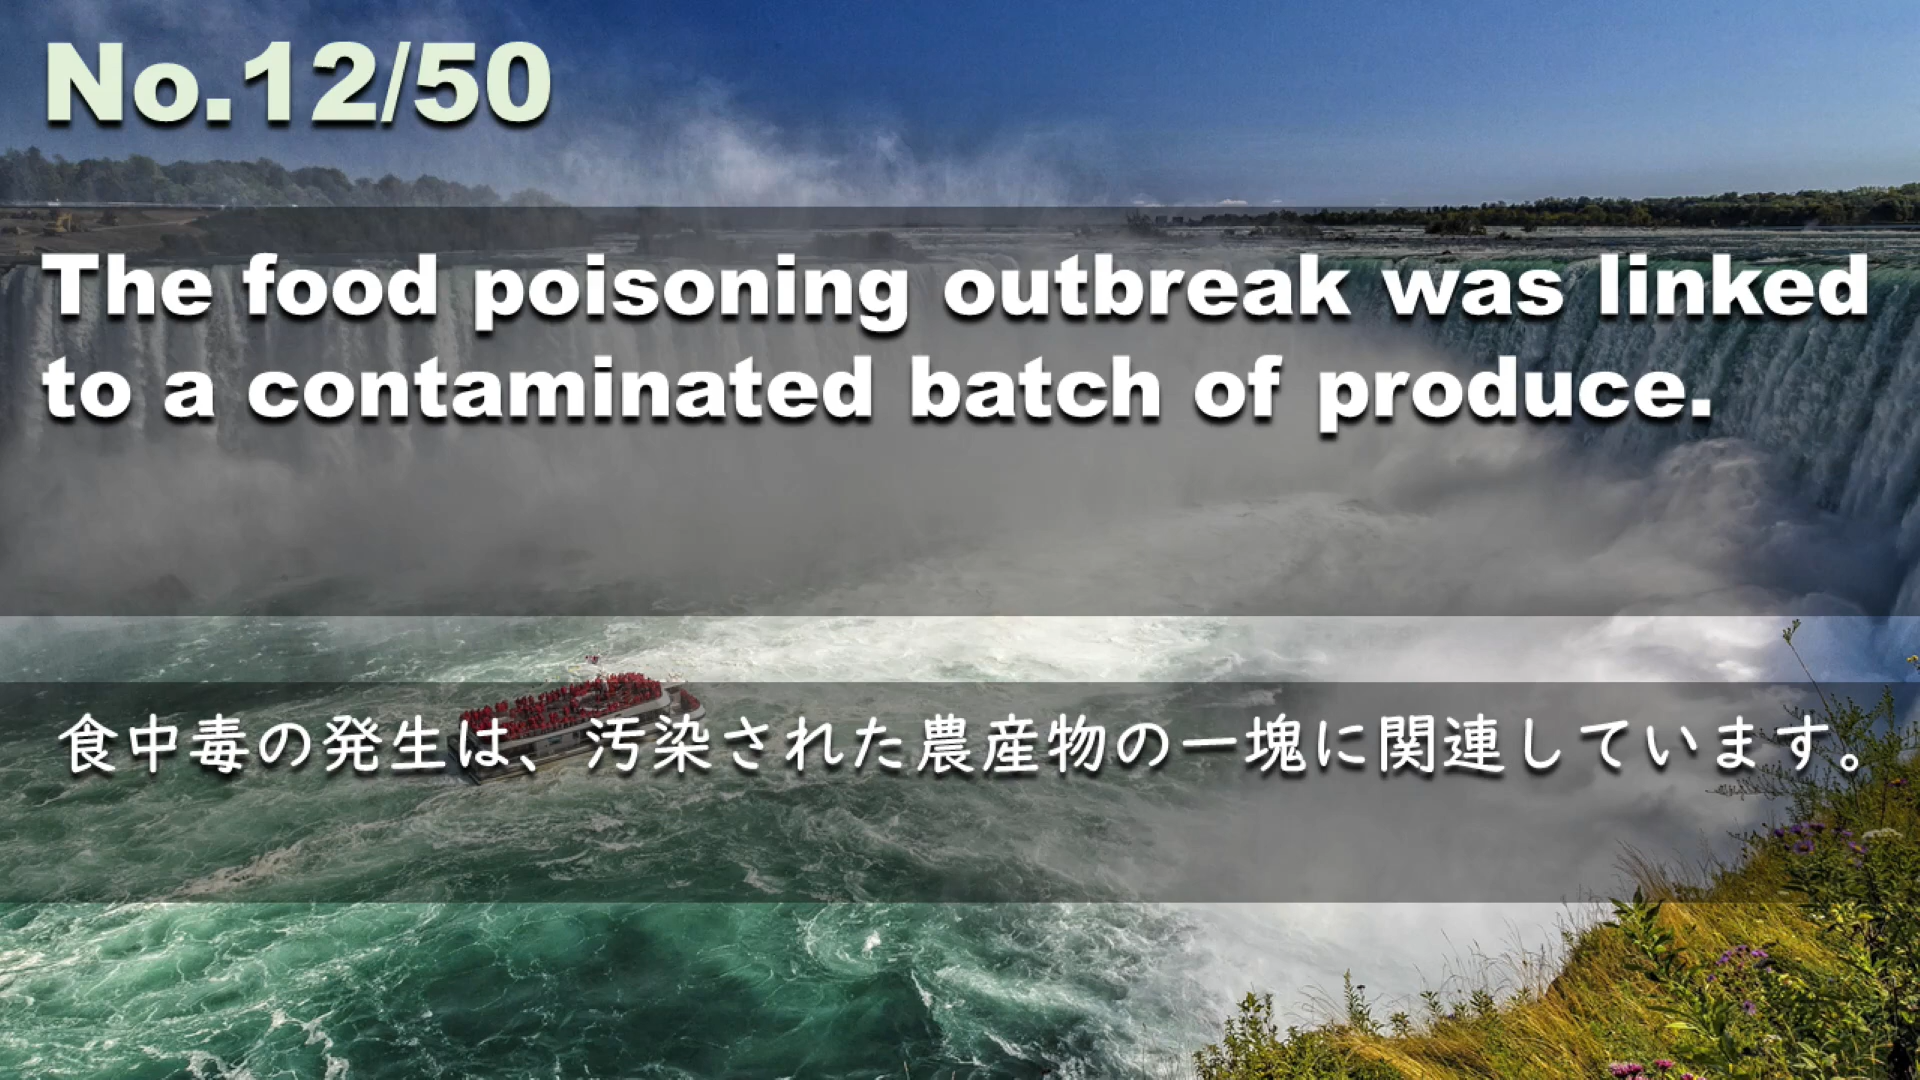 No.12/50
The food poisoning outbreak was linked
to a contaminated batch of produce.
食中毒の発生は、汚染された農産物の一塊に関連しています。